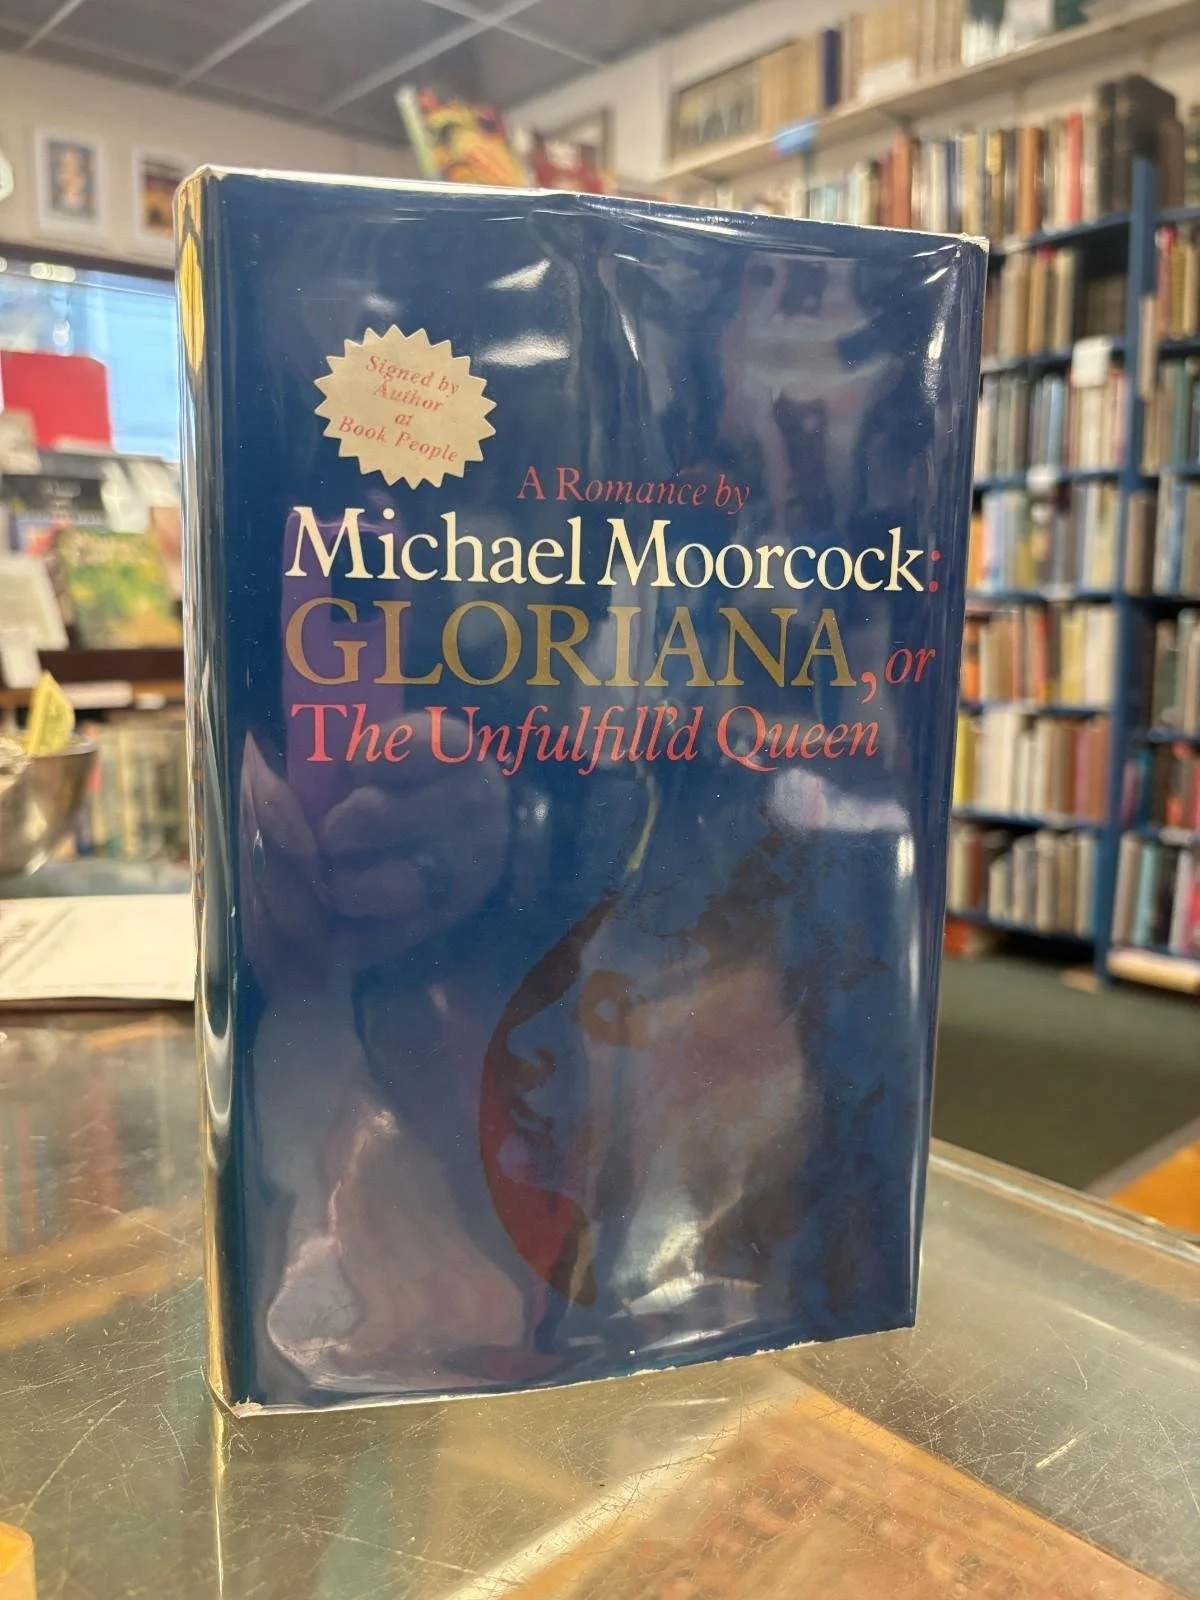 Signed by
Author
at
Book People
A Romance by
Michael Moorcock:
GLORIANA, or
The Unfulfill'd Queen